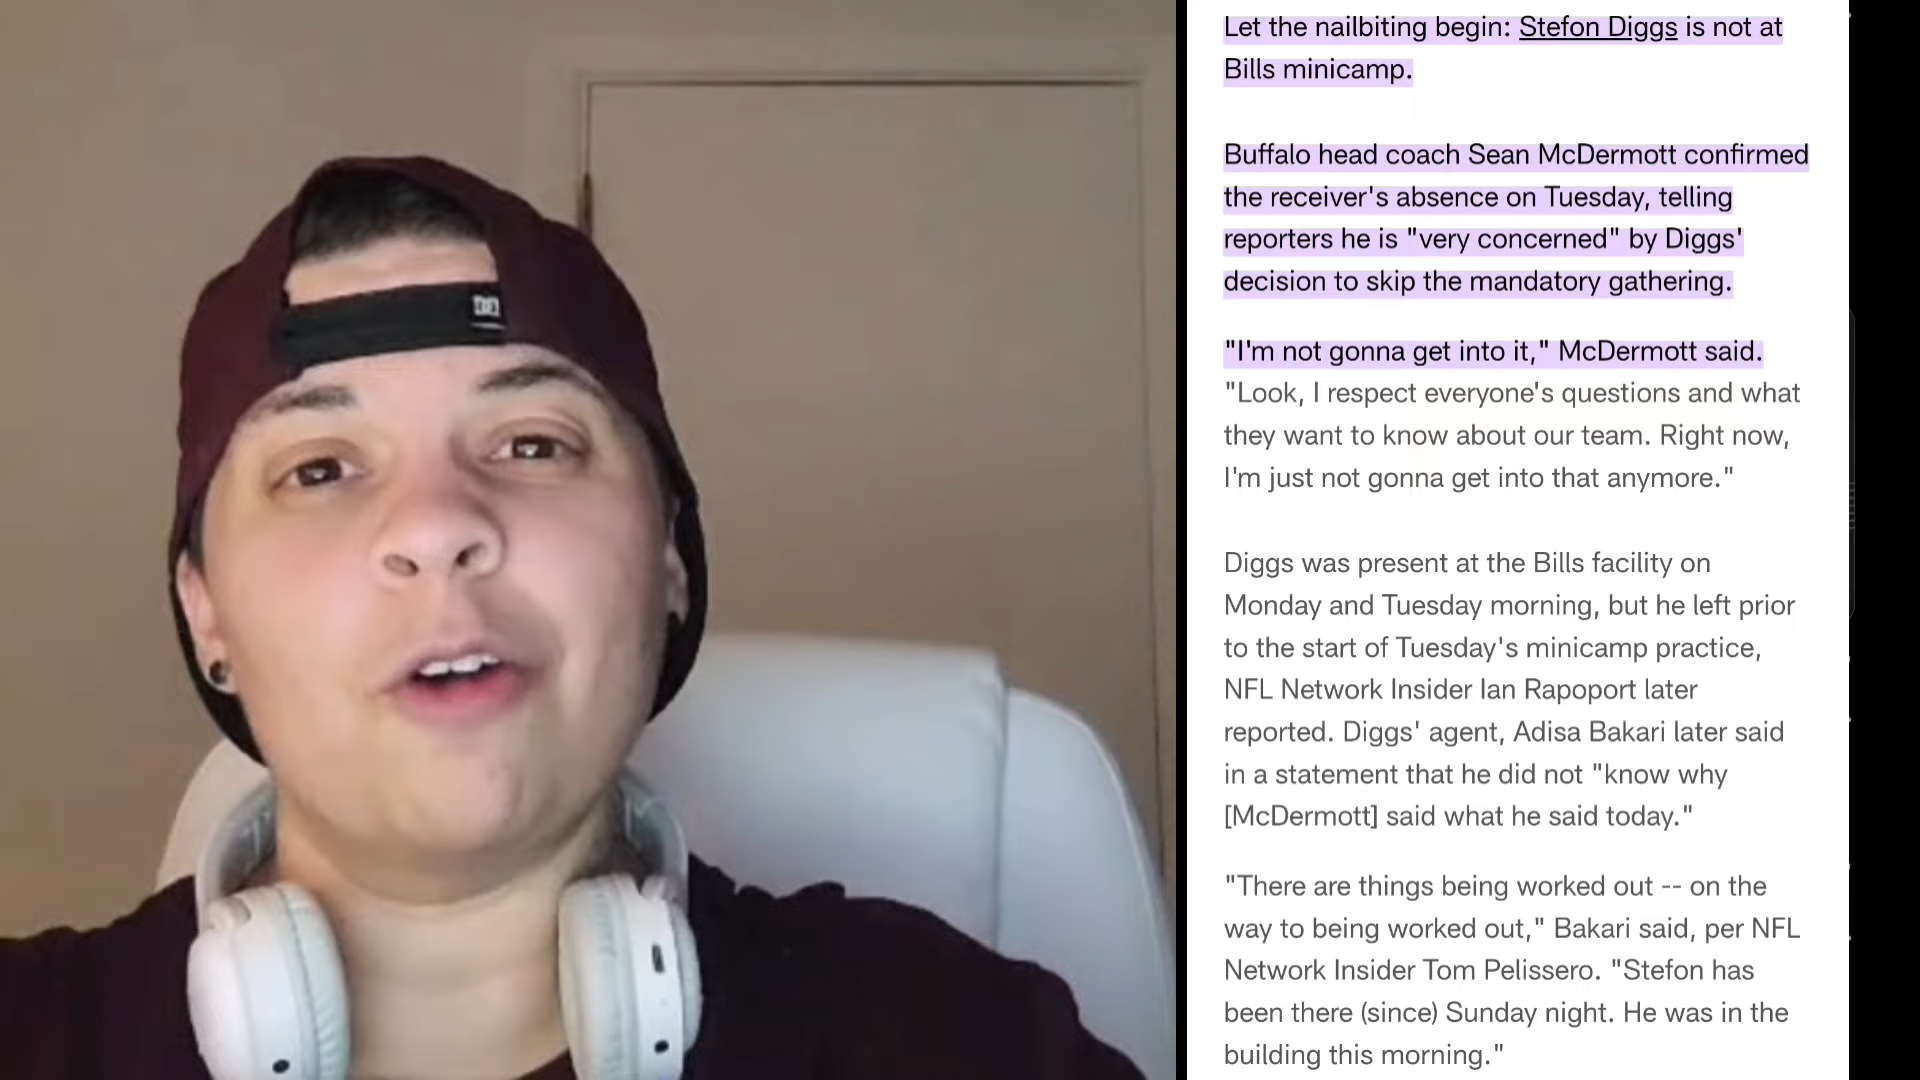 Let the nailbiting begin: Stefon Diggs is not at
Bills minicamp.
Buffalo head coach Sean McDermott confirmed
the receiver's absence on Tuesday, telling
reporters he is "very concerned" by Diggs'
decision to skip the mandatory gathering.
"I'm not gonna get into it," McDermott said.
"Look, I respect everyone's questions and what
they want to know about our team. Right now,
I'm just not gonna get into that anymore."
Diggs was present at the Bills facility on
Monday and Tuesday morning, but he left prior
to the start of Tuesday's minicamp practice,
NFL Network Insider Ian Rapoport later
reported. Diggs' agent, Adisa Bakari later said
in a statement that he did not "know why
[McDermott] said what he said today."
"There are things being worked out -- on the
way to being worked out," Bakari said, per NFL
Network Insider Tom Pelissero. "Stefon has
been there (since) Sunday night. He was in the
building this morning."